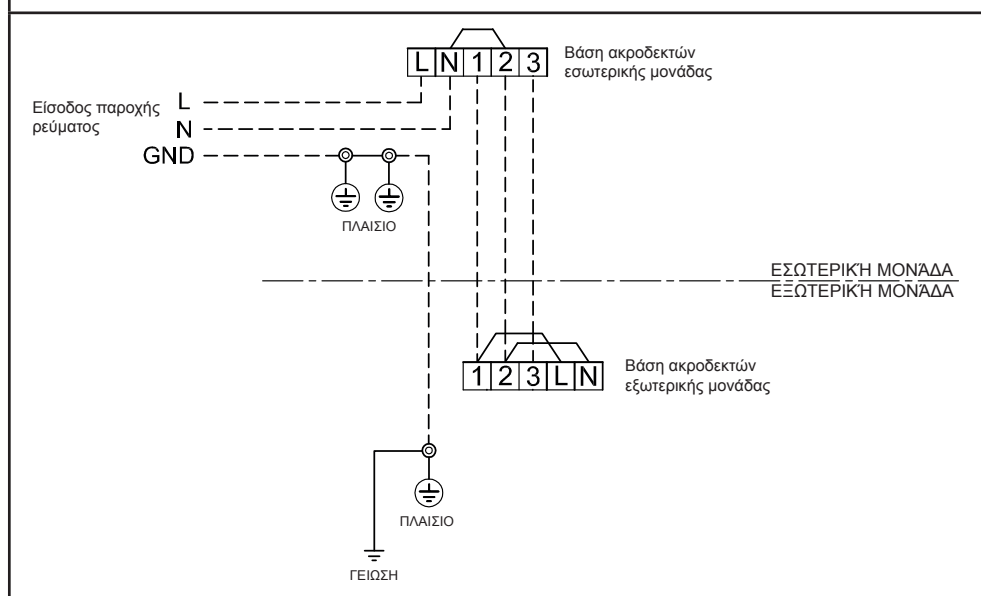 L N 1 2 3
Βάση ακροδεκτών
εσωτερικής μονάδας
Είσοδος παροχής
ρεύματος
L
N
GND
ΠΛΑΙΣΙΟ
ΕΣΩΤΕΡΙΚΉ ΜΟΝΆΔΑ
ΕΞΩΤΕΡΙΚΉ ΜΟΝΆΔΑ
1 2 3 L N
Βάση ακροδεκτών
εξωτερικής μονάδας
ΠΛΑΙΣΙΟ
ΓΕΙΩΣΗ